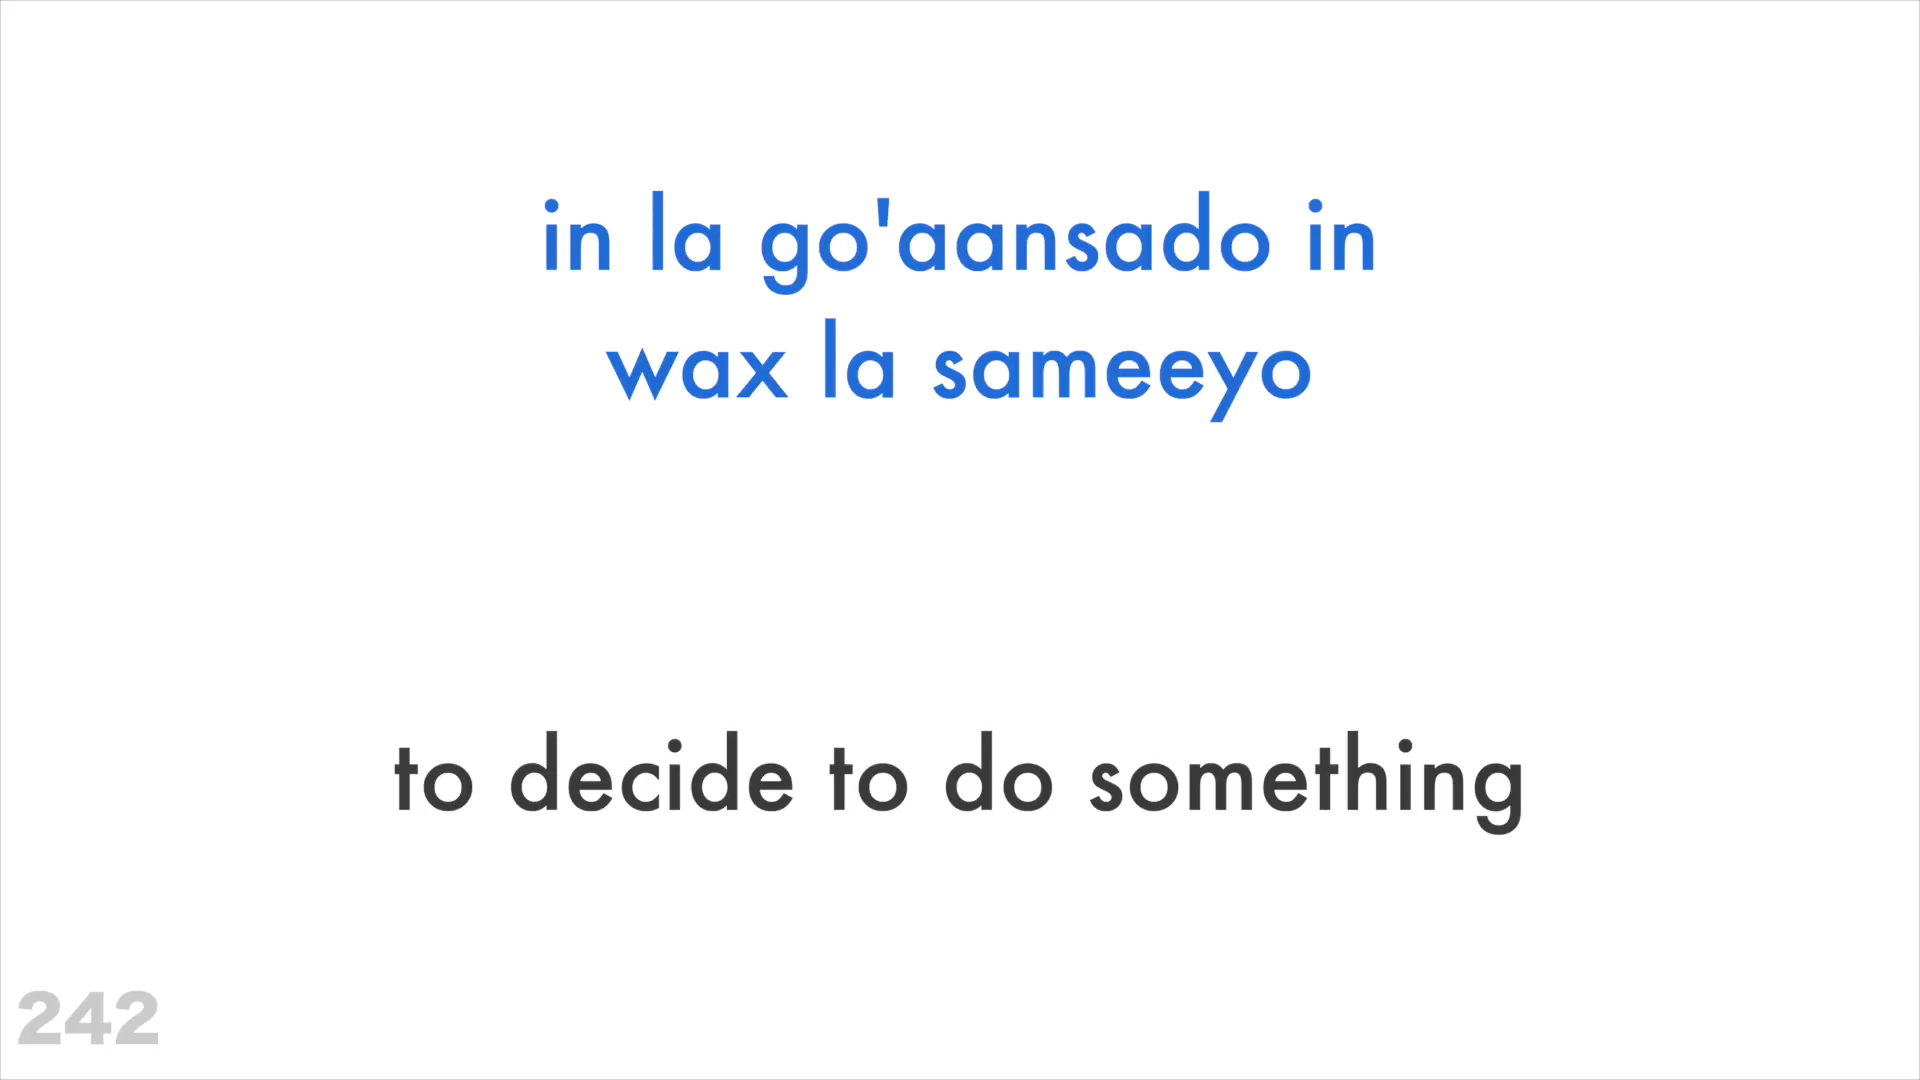 in la go'aansado in
wax la sameeyo
to decide to do something
242